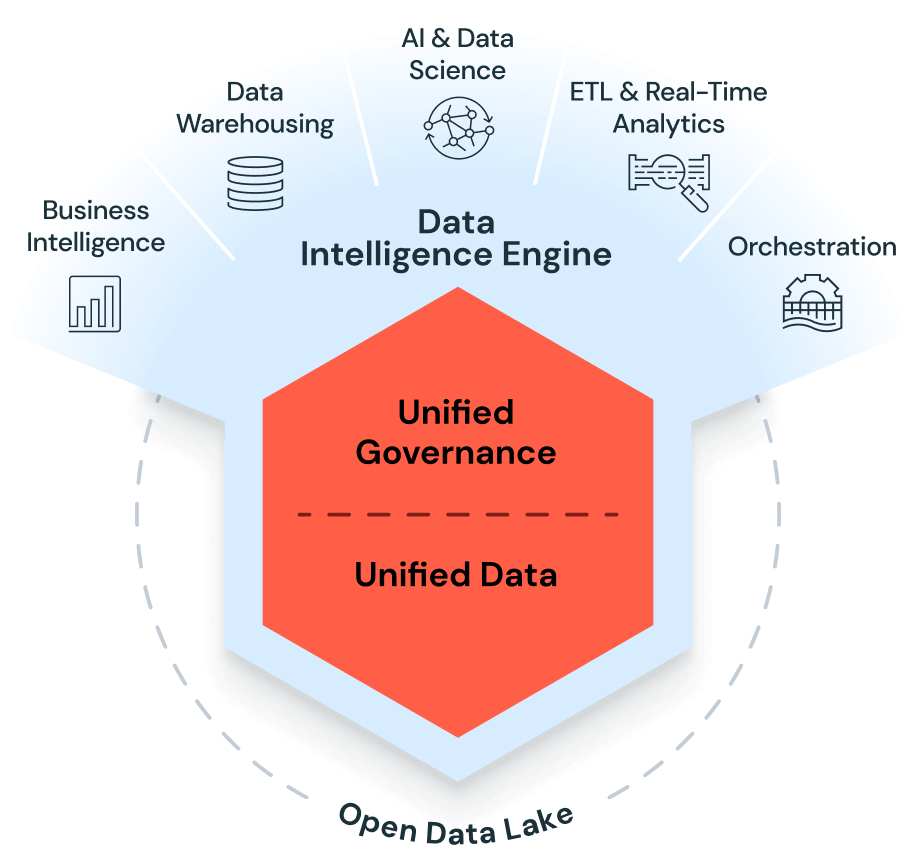 AI & Data
Science
Data
Warehousing
ETL & Real-Time
Analytics
Business
Intelligence
Orchestration
Data
Intelligence Engine
Unified
Governance
Unified Data
Open Data Lake